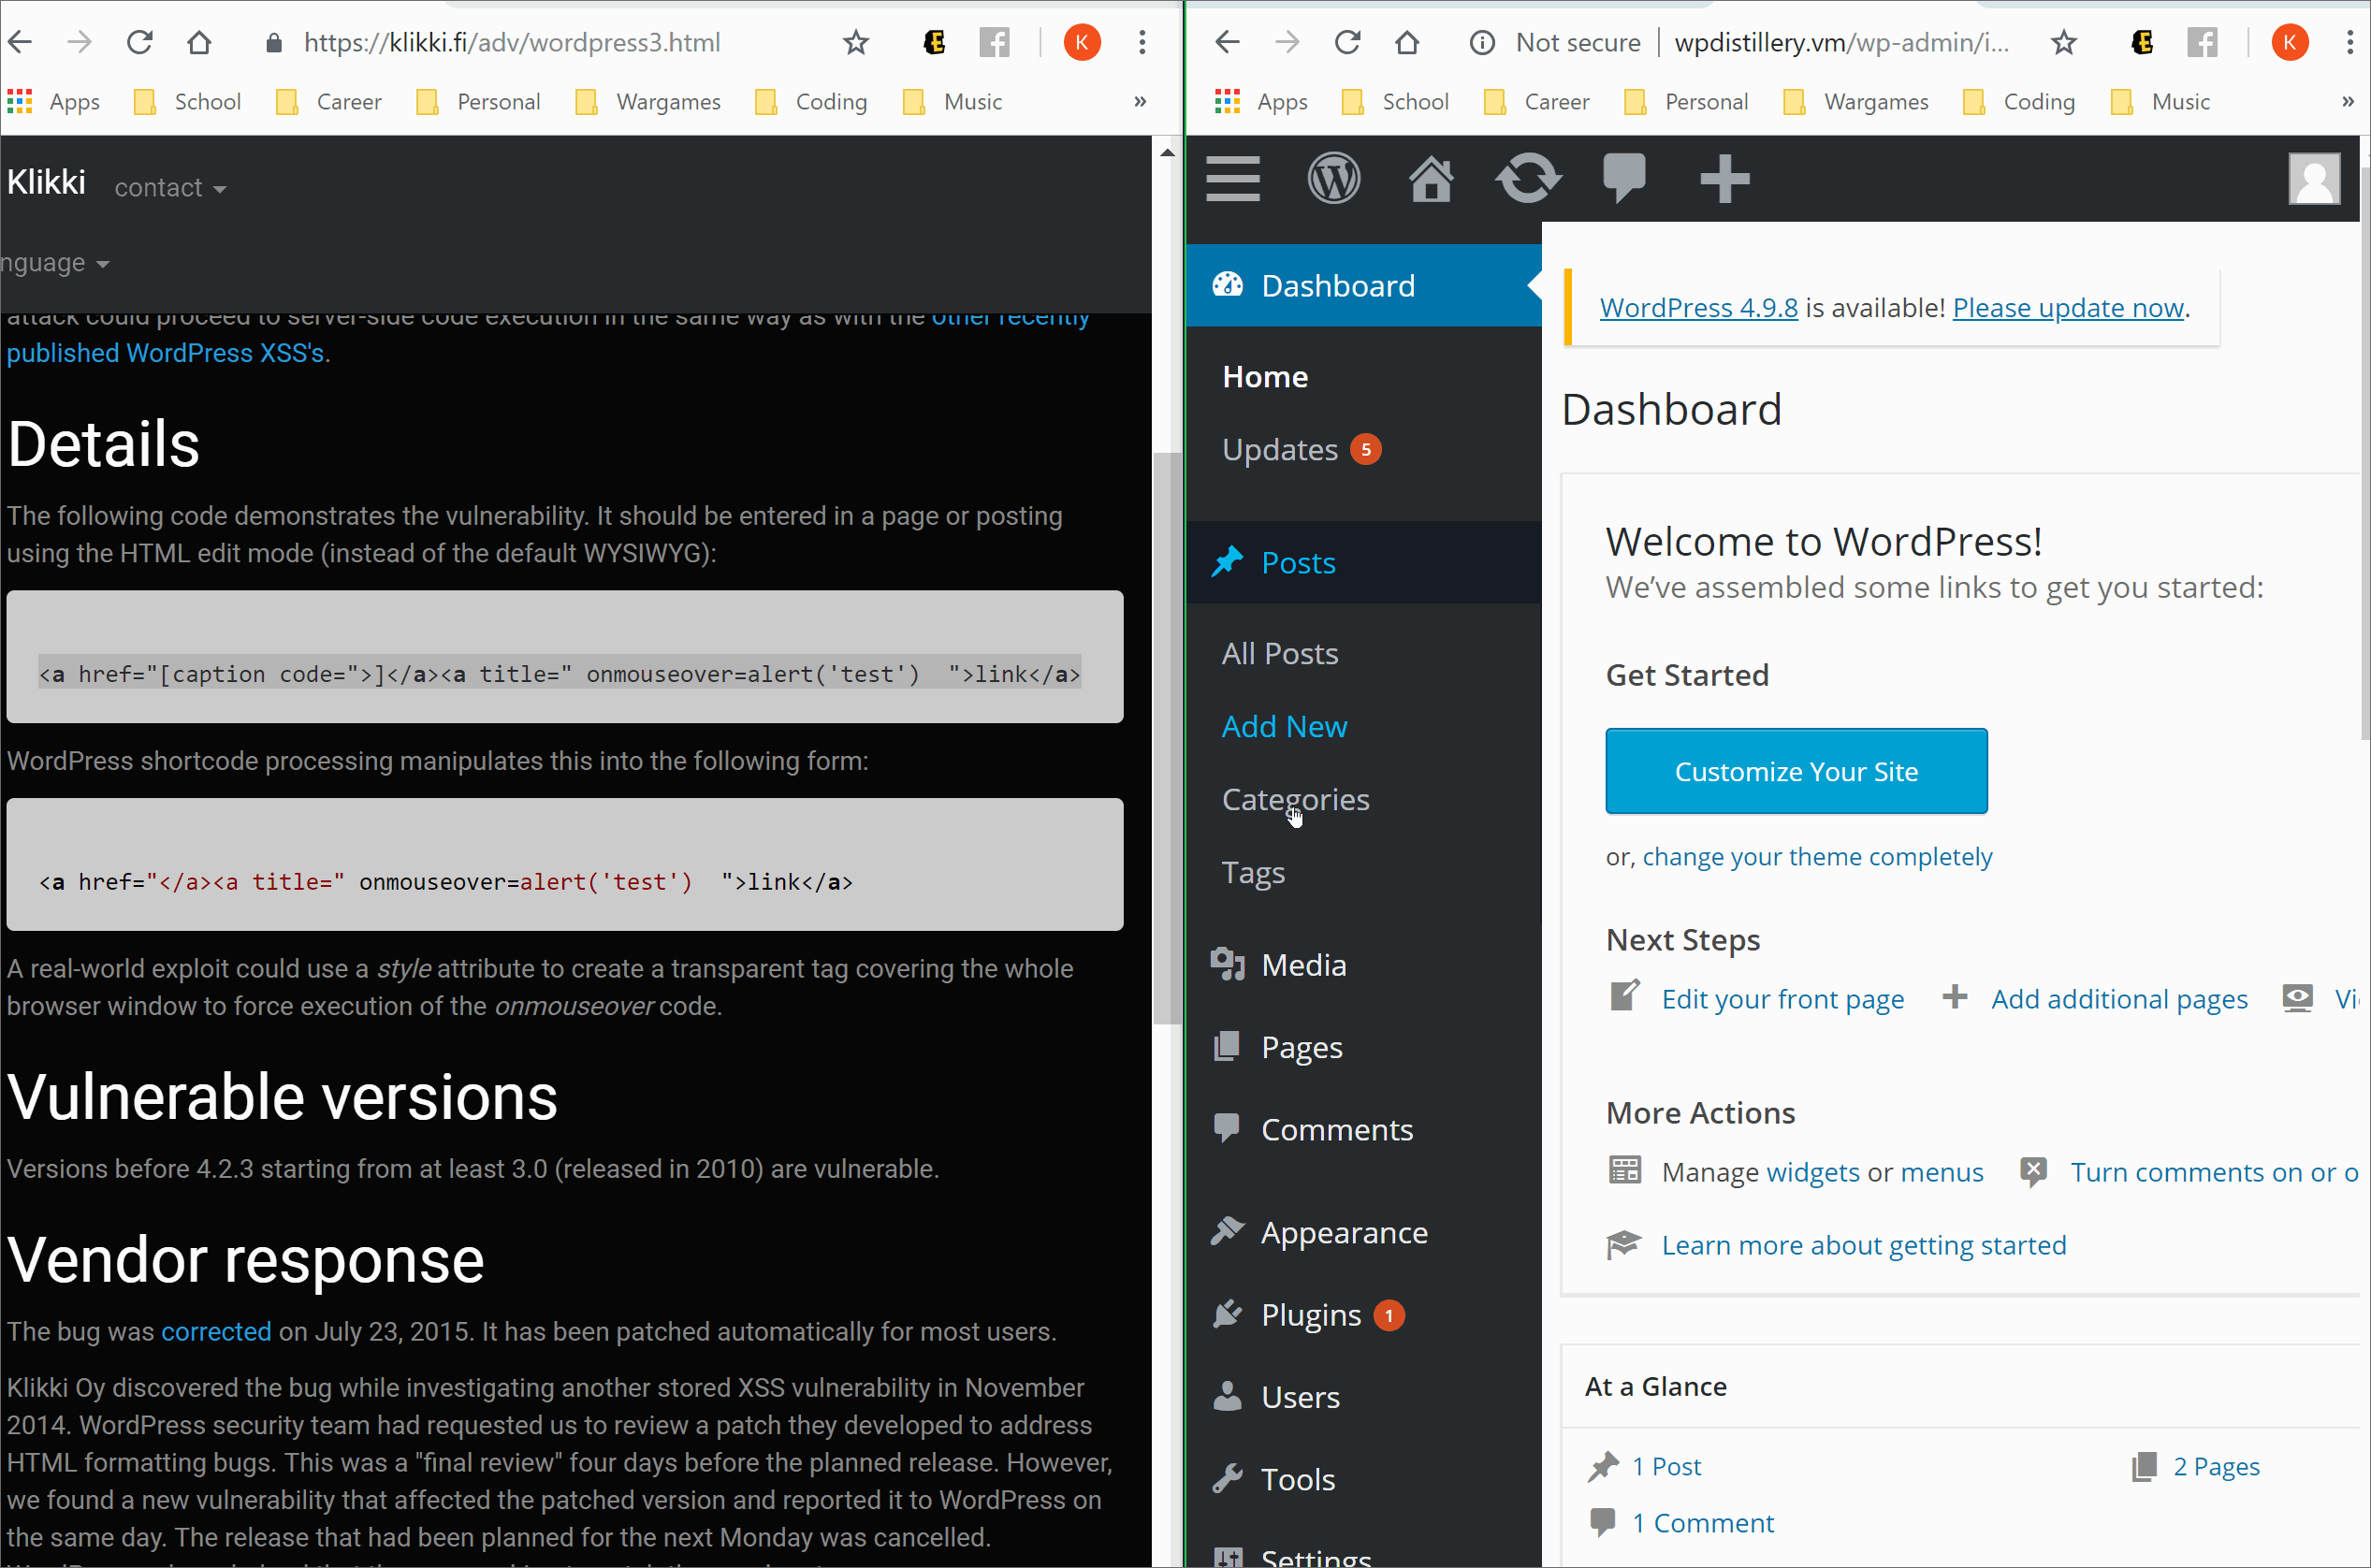 https://klikki.fi/adv/wordpress3.html
K
Apps School Career Personal Wargames Coding Music »
Klikki contact
nguage
attack could proceed to server-side code execution in the same way as with the other recently
published WordPress XSS's.
Details
The following code demonstrates the vulnerability. It should be entered in a page or posting
using the HTML edit mode (instead of the default WYSIWYG):
<a href="[caption code=">]</a><a title=" onmouseover=alert('test')  ">link</a>
WordPress shortcode processing manipulates this into the following form:
<a href="</a><a title=" onmouseover=alert('test')  ">link</a>
A real-world exploit could use a style attribute to create a transparent tag covering the whole
browser window to force execution of the onmouseover code.
Vulnerable versions
Versions before 4.2.3 starting from at least 3.0 (released in 2010) are vulnerable.
Vendor response
The bug was corrected on July 23, 2015. It has been patched automatically for most users.
Klikki Oy discovered the bug while investigating another stored XSS vulnerability in November
2014. WordPress security team had requested us to review a patch they developed to address
HTML formatting bugs. This was a "final review" four days before the planned release. However,
we found a new vulnerability that affected the patched version and reported it to WordPress on
the same day. The release that had been planned for the next Monday was cancelled.
Not secure | wpdistillery.vm/wp-admin/i...
K
Apps School Career Personal Wargames Coding Music »
Dashboard
Home
Updates 5
Posts
All Posts
Add New
Categories
Tags
Media
Pages
Comments
Appearance
Plugins 1
Users
Tools
Settings
WordPress 4.9.8 is available! Please update now.
Dashboard
Welcome to WordPress!
We’ve assembled some links to get you started:
Get Started
Customize Your Site
or, change your theme completely
Next Steps
Edit your front page Add additional pages Vi
More Actions
Manage widgets or menus Turn comments on or o
Learn more about getting started
At a Glance
1 Post 2 Pages
1 Comment